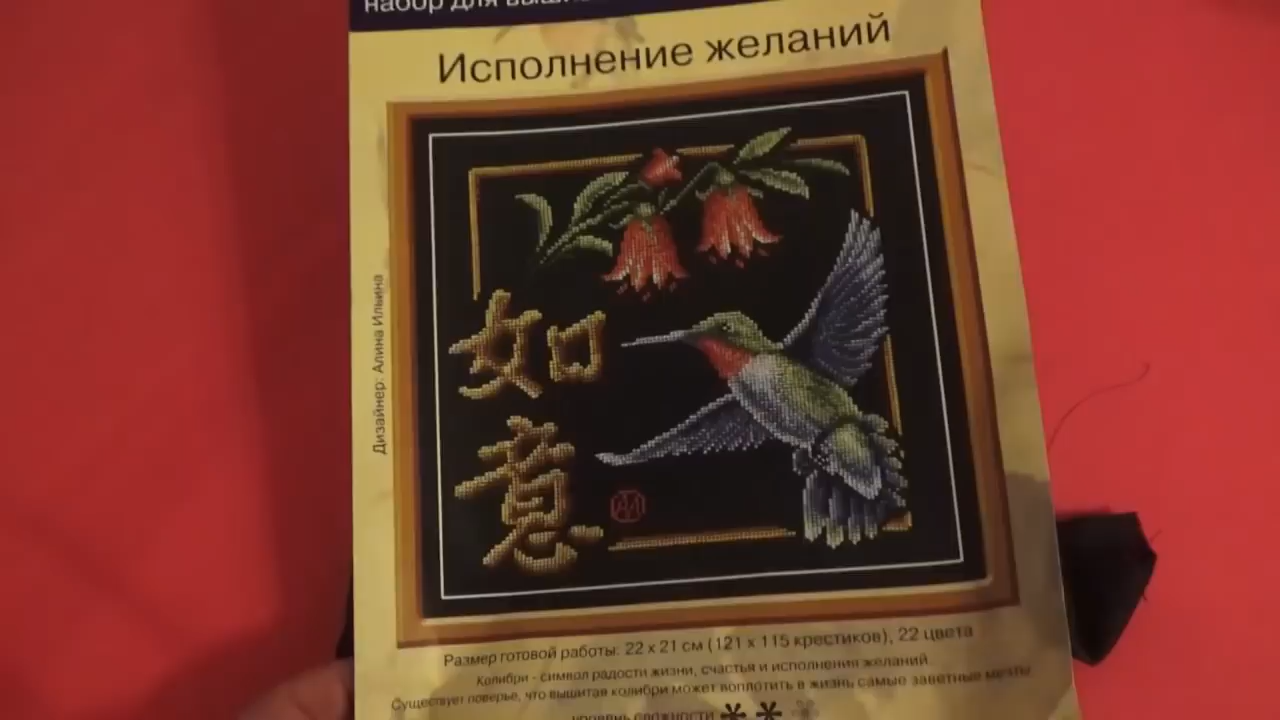 набор для
Исполнение желаний
Дизайнер: Алина Ильина
如
意
Размер готовой работы: 22 x 21 см (121 x 115 крестиков), 22 цвета
Колибри - символ радости жизни, счастья и исполнения желаний.
Существует поверье, что вышитая колибри может воплотить в жизнь самые заветные мечты
уровень сложности